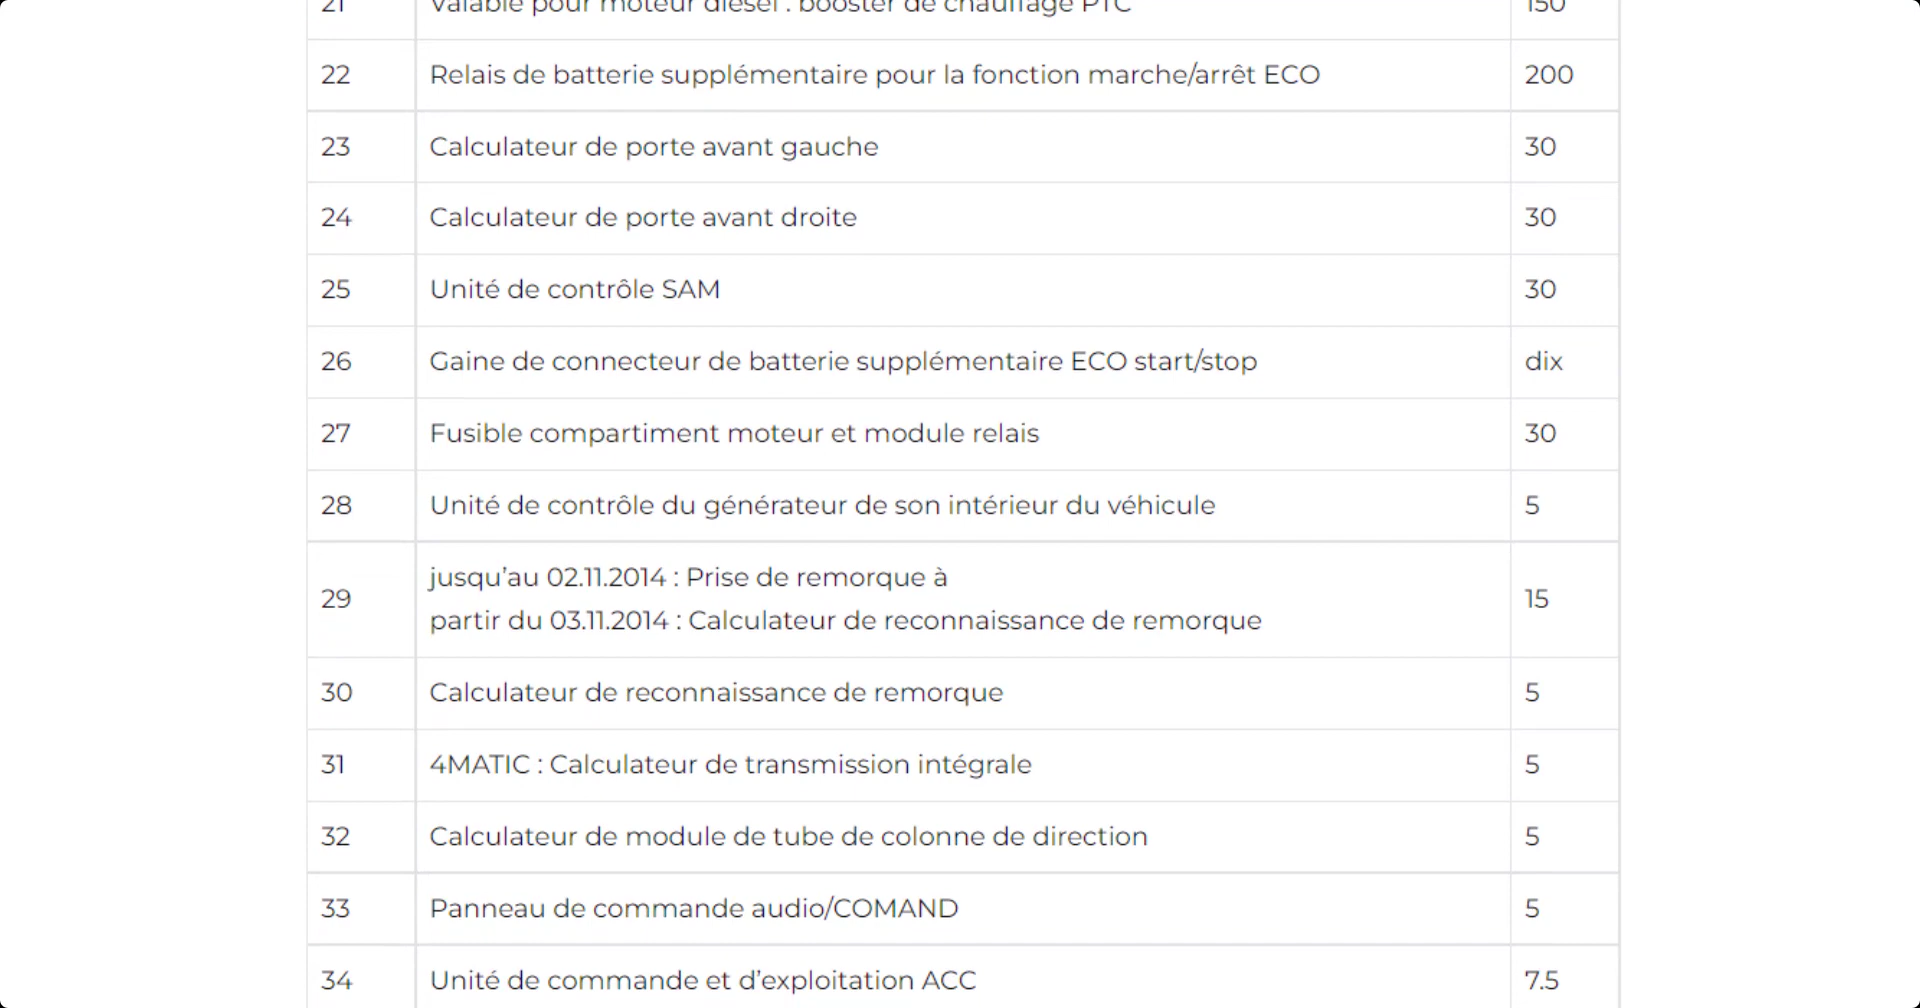 21
Valable pour moteur diesel : booster de chauffage PTC
150
22
Relais de batterie supplémentaire pour la fonction marche/arrêt ECO
200
23
Calculateur de porte avant gauche
30
24
Calculateur de porte avant droite
30
25
Unité de contrôle SAM
30
26
Gaine de connecteur de batterie supplémentaire ECO start/stop
dix
27
Fusible compartiment moteur et module relais
30
28
Unité de contrôle du générateur de son intérieur du véhicule
5
29
jusqu’au 02.11.2014 : Prise de remorque à
partir du 03.11.2014 : Calculateur de reconnaissance de remorque
15
30
Calculateur de reconnaissance de remorque
5
31
4MATIC : Calculateur de transmission intégrale
5
32
Calculateur de module de tube de colonne de direction
5
33
Panneau de commande audio/COMAND
5
34
Unité de commande et d’exploitation ACC
7.5